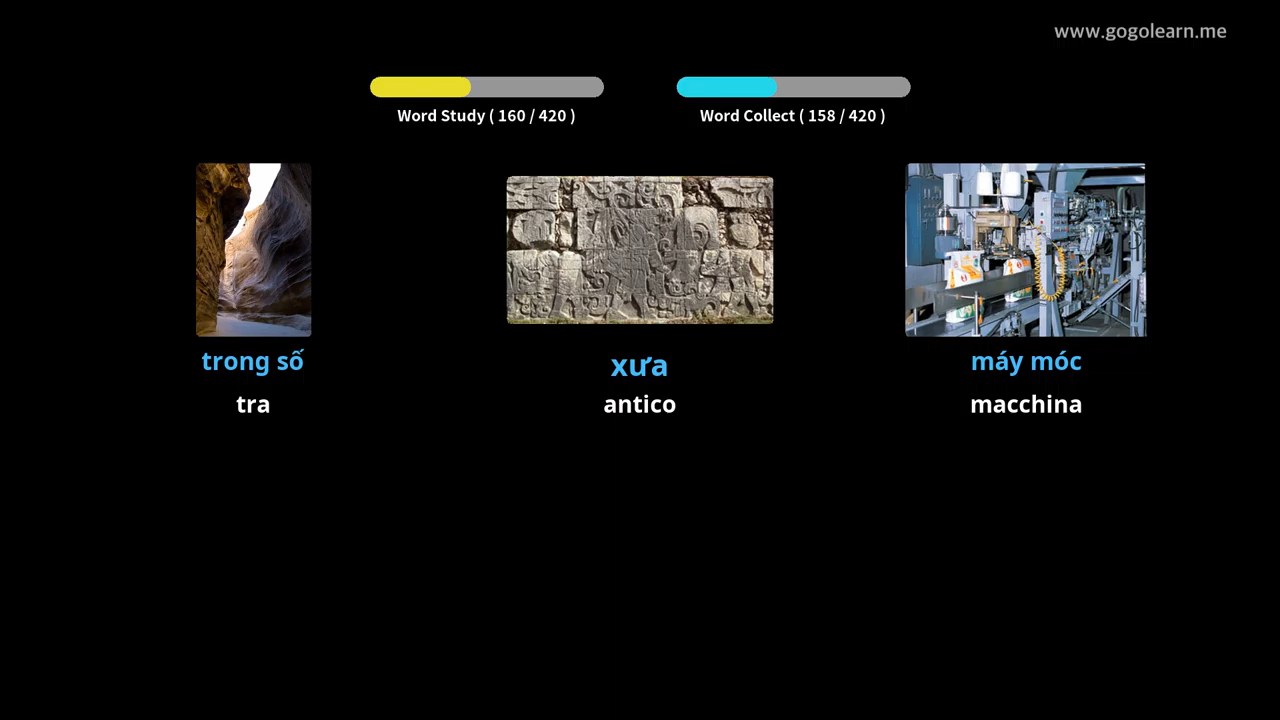 www.gogolearn.me
Word Study ( 160 / 420 )
Word Collect ( 158 / 420 )
trong số
tra
xưa
antico
máy móc
macchina